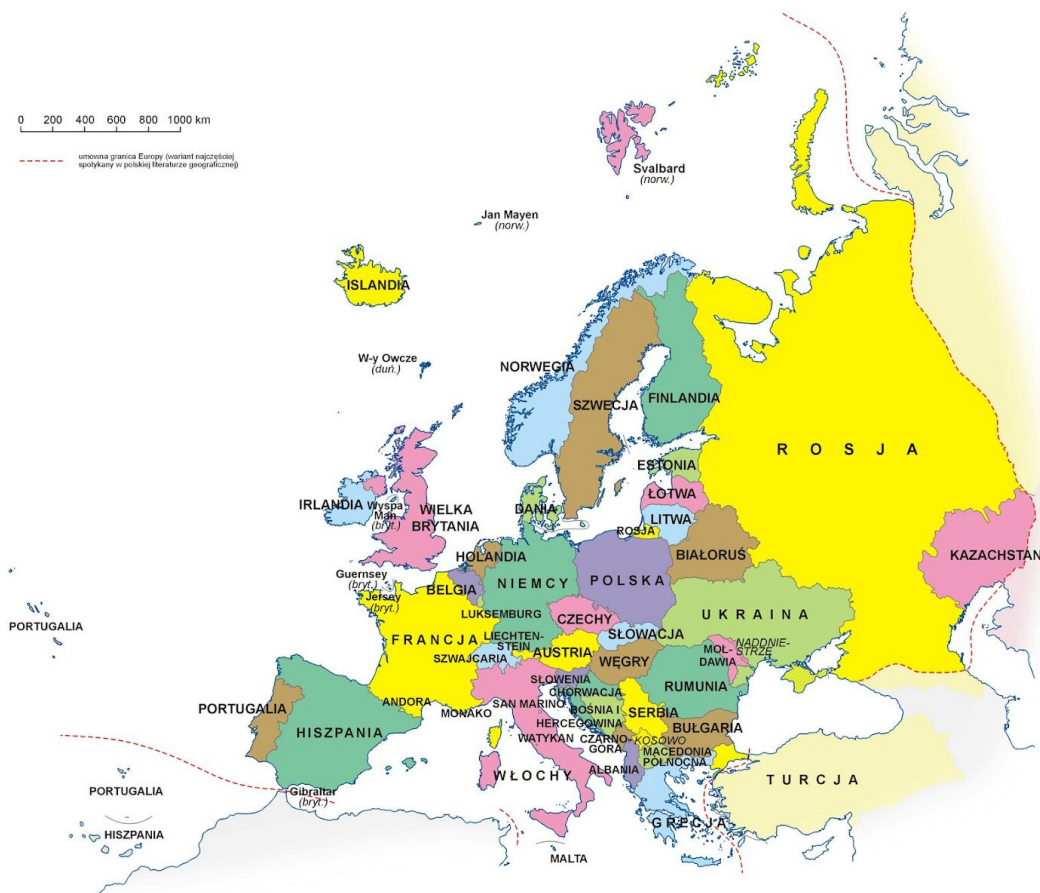 0 200 400 600 800 1000 km
umowna granica Europy (wariant najczęściej
spotykany w polskiej literaturze geograficznej)
Svalbard
(norw.)
Jan Mayen
(norw.)
ISLANDIA
W-y Owcze
(duń.)
NORWEGIA
SZWECJA
FINLANDIA
ROSJA
ESTONIA
ŁOTWA
LITWA
ROSJA
BIAŁORUŚ
KAZACHSTAN
IRLANDIA
Wyspa
Man
(bryt.)
WIELKA
BRYTANIA
DANIA
HOLANDIA
Guernsey
(bryt.)
Jersey
(bryt.)
BELGIA
NIEMCY
POLSKA
LUKSEMBURG
CZECHY
UKRAINA
PORTUGALIA
FRANCJA
LIECHTEN-
STEIN
SZWAJCARIA
AUSTRIA
SŁOWACJA
WĘGRY
MOŁ-
DAWIA
NADDNIE-
STRZE
RUMUNIA
SŁOWENIA
CHORWACJA
BOŚNIA I
HERCEGOWINA
SERBIA
BUŁGARIA
PORTUGALIA
HISZPANIA
ANDORA
MONAKO
SAN MARINO
WATYKAN
WŁOCHY
CZARNO-
GÓRA
KOSOWO
MACEDONIA
PÓŁNOCNA
ALBANIA
GRECJA
TURCJA
Gibraltar
(bryt.)
PORTUGALIA
HISZPANIA
MALTA